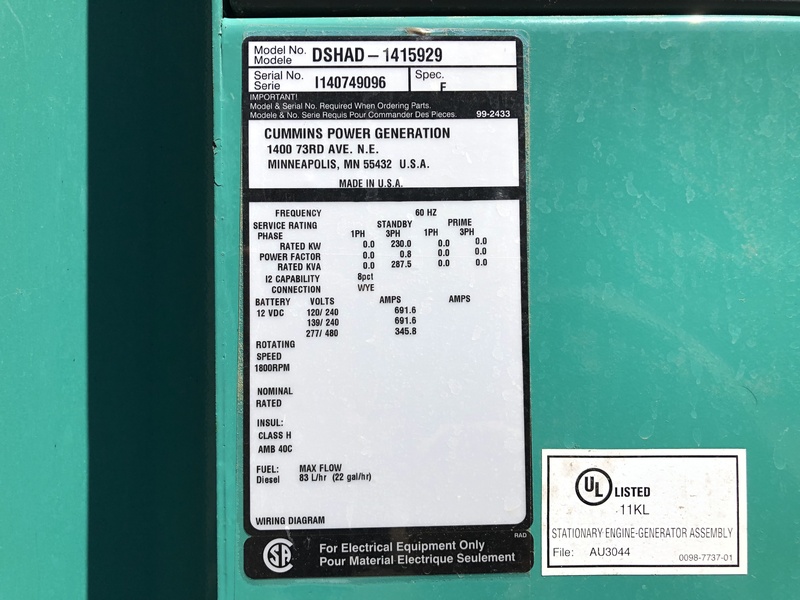 Model No. DSHAD-1415929
Modele
Serial No. I140749096 Spec.
Serie F
IMPORTANT!
Model & Serial No. Required When Ordering Parts.
Modele & No. Serie Requis Pour Commander Des Pieces. 99-2433
CUMMINS POWER GENERATION
1400 73RD AVE. N.E.
MINNEAPOLIS, MN 55432 U.S.A.
MADE IN U.S.A.
FREQUENCY 60 HZ
SERVICE RATING STANDBY PRIME
PHASE 1PH 3PH 1PH 3PH
RATED KW 0.0 230.0 0.0 0.0
POWER FACTOR 0.0 0.8 0.0 0.0
RATED KVA 0.0 287.5 0.0 0.0
I2 CAPABILITY 8pct
CONNECTION WYE
BATTERY VOLTS AMPS AMPS
12 VDC 120/ 240 691.6
139/ 240 691.6
277/ 480 345.8
ROTATING
SPEED
1800RPM
NOMINAL
RATED
INSUL:
CLASS H
AMB 40C
FUEL: MAX FLOW
Diesel 83 L/hr (22 gal/hr)
WIRING DIAGRAM
RAD
SA For Electrical Equipment Only
Pour Material Electrique Seulement
UL LISTED
11KL
STATIONARY ENGINE-GENERATOR ASSEMBLY
File: AU3044 0098-7737-01